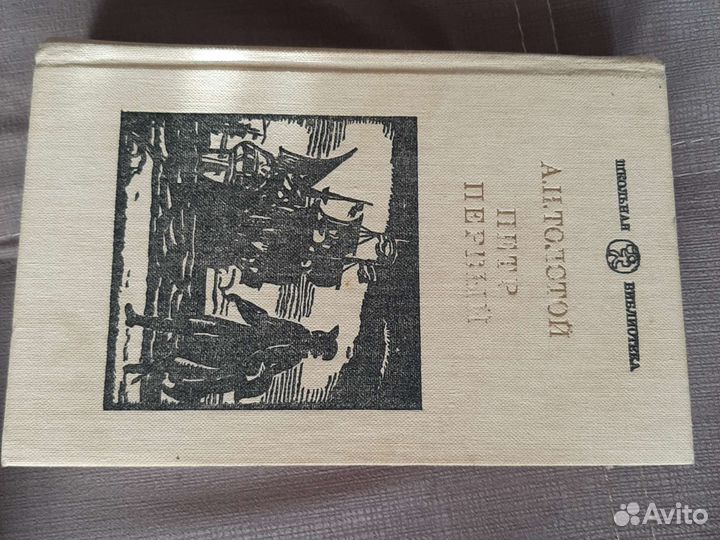 ШКОЛЬНАЯ БИБЛИОТЕКА
А.Н.ТОЛСТОЙ
ПЕТР
ПЕРВЫЙ
Avito